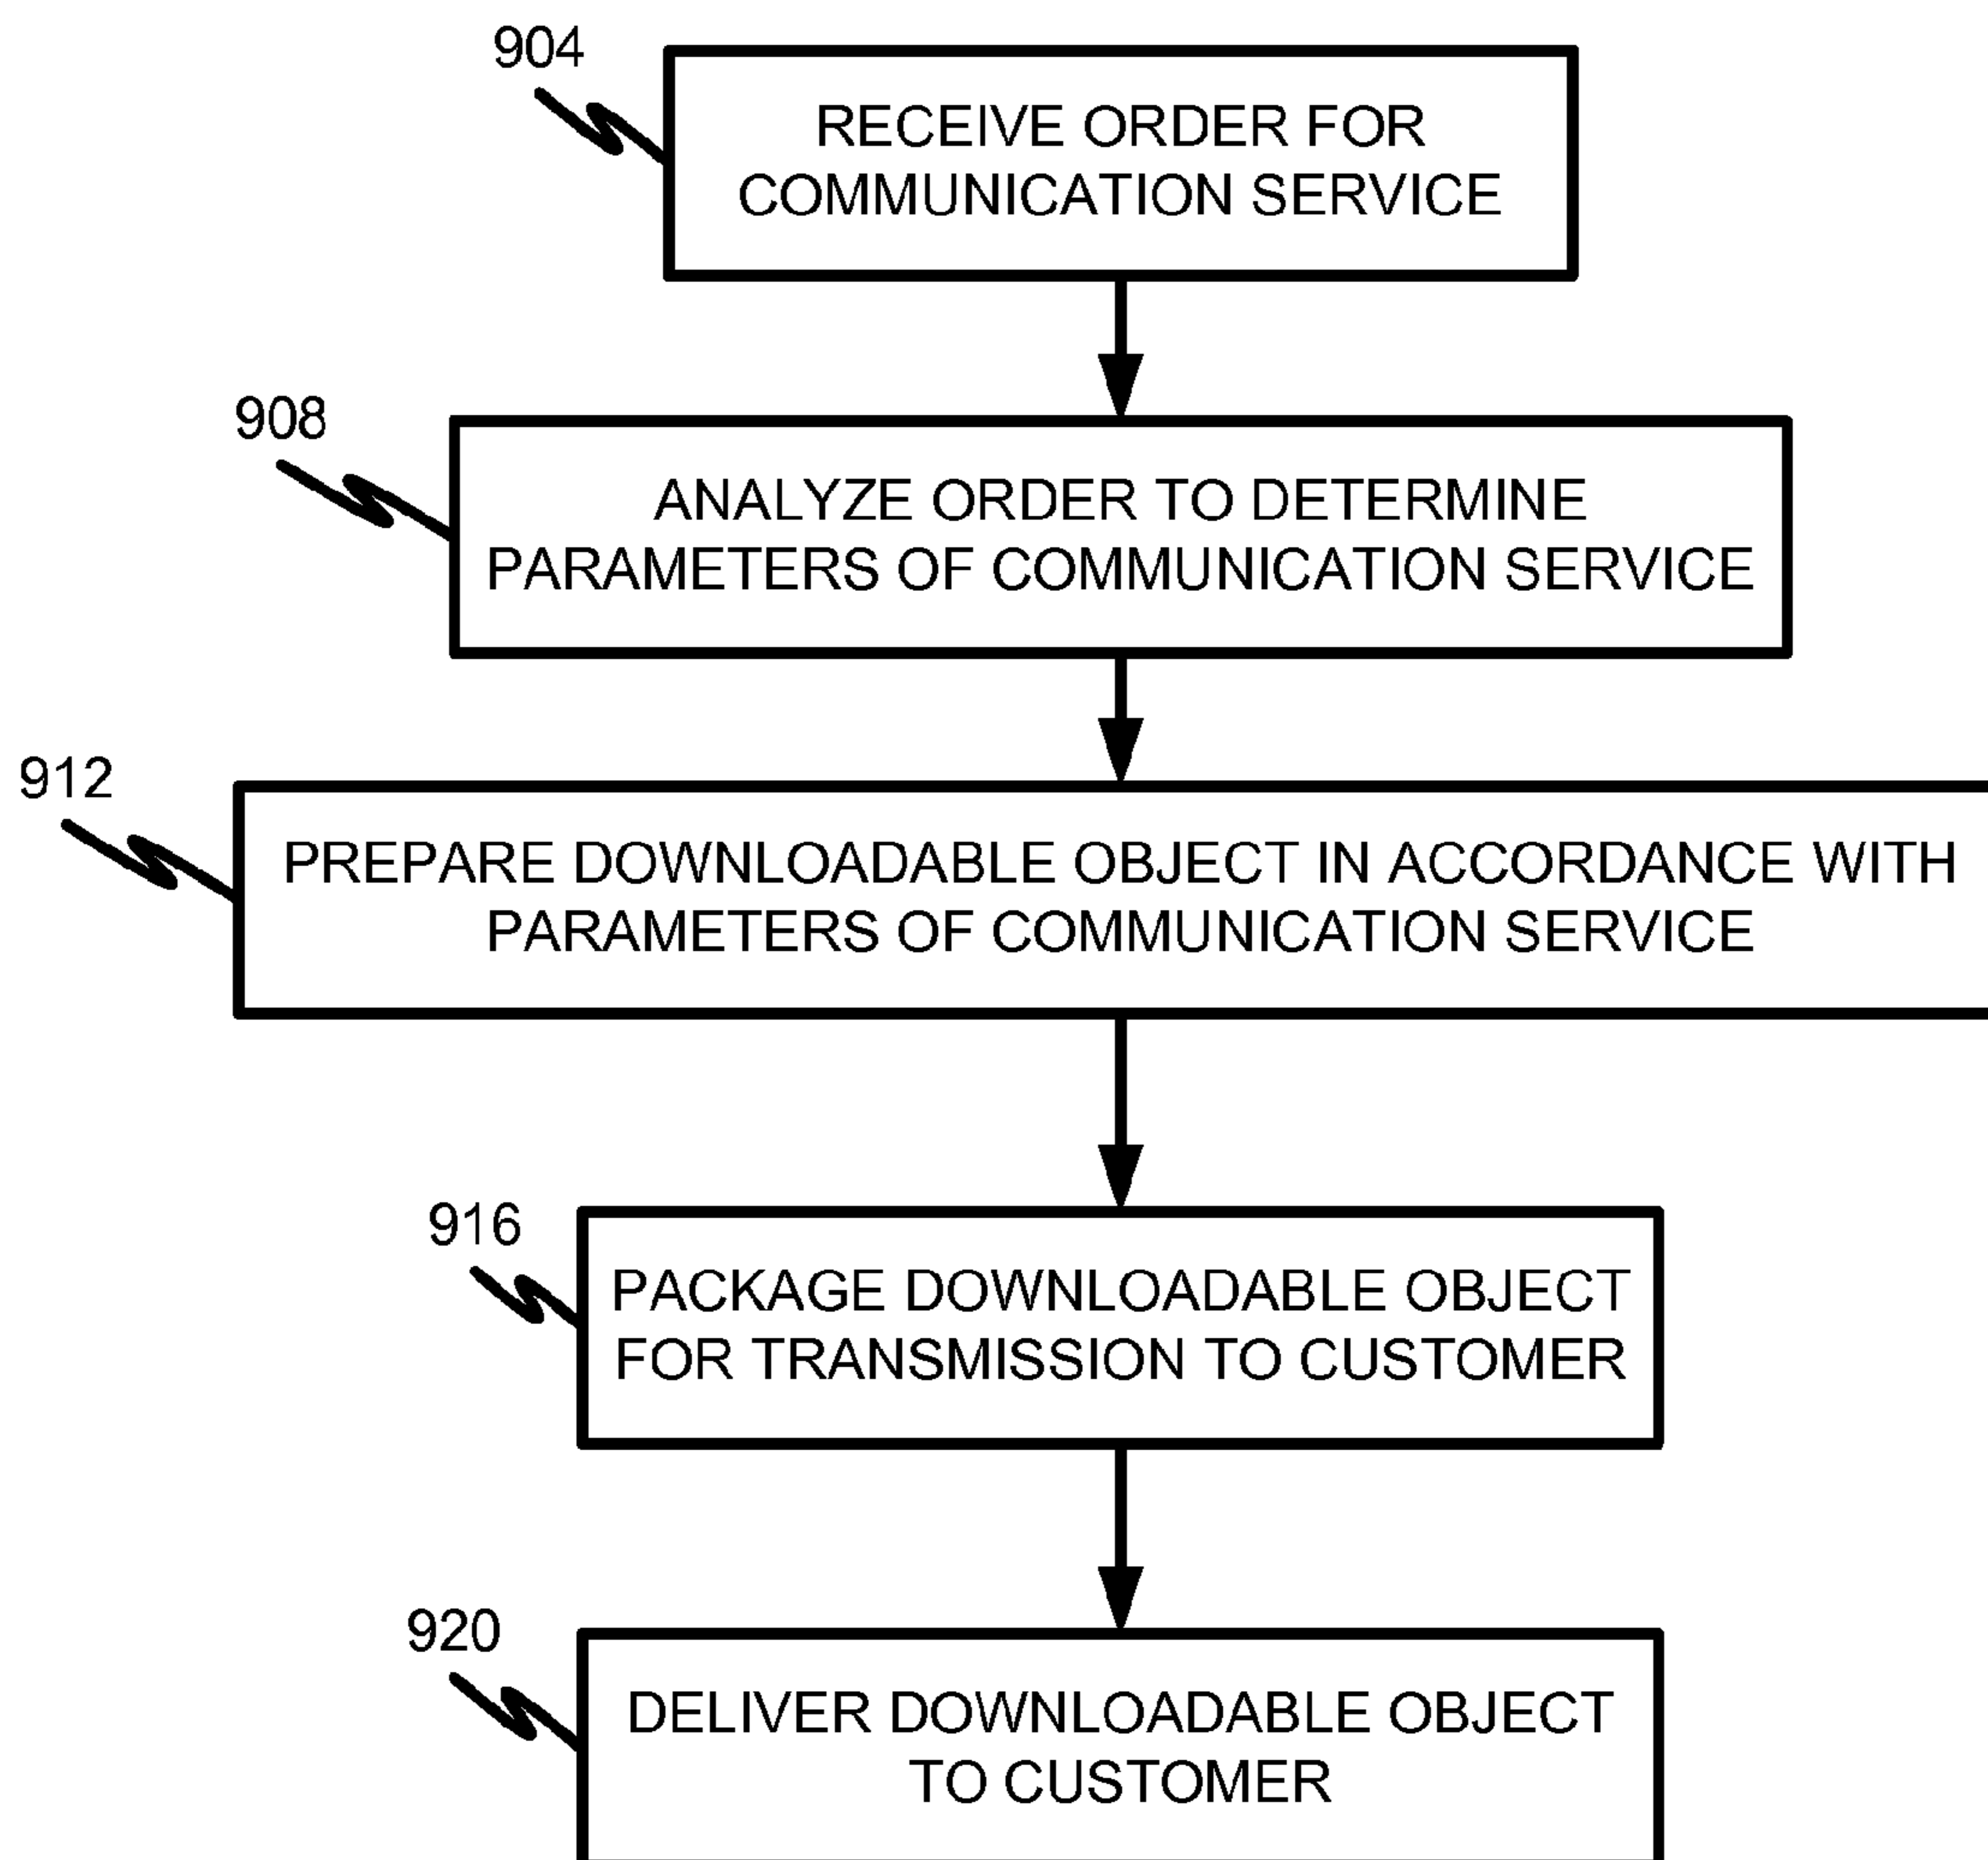 904
RECEIVE ORDER FOR
COMMUNICATION SERVICE
908
ANALYZE ORDER TO DETERMINE
PARAMETERS OF COMMUNICATION SERVICE
912
PREPARE DOWNLOADABLE OBJECT IN ACCORDANCE WITH
PARAMETERS OF COMMUNICATION SERVICE
916
PACKAGE DOWNLOADABLE OBJECT
FOR TRANSMISSION TO CUSTOMER
920
DELIVER DOWNLOADABLE OBJECT
TO CUSTOMER